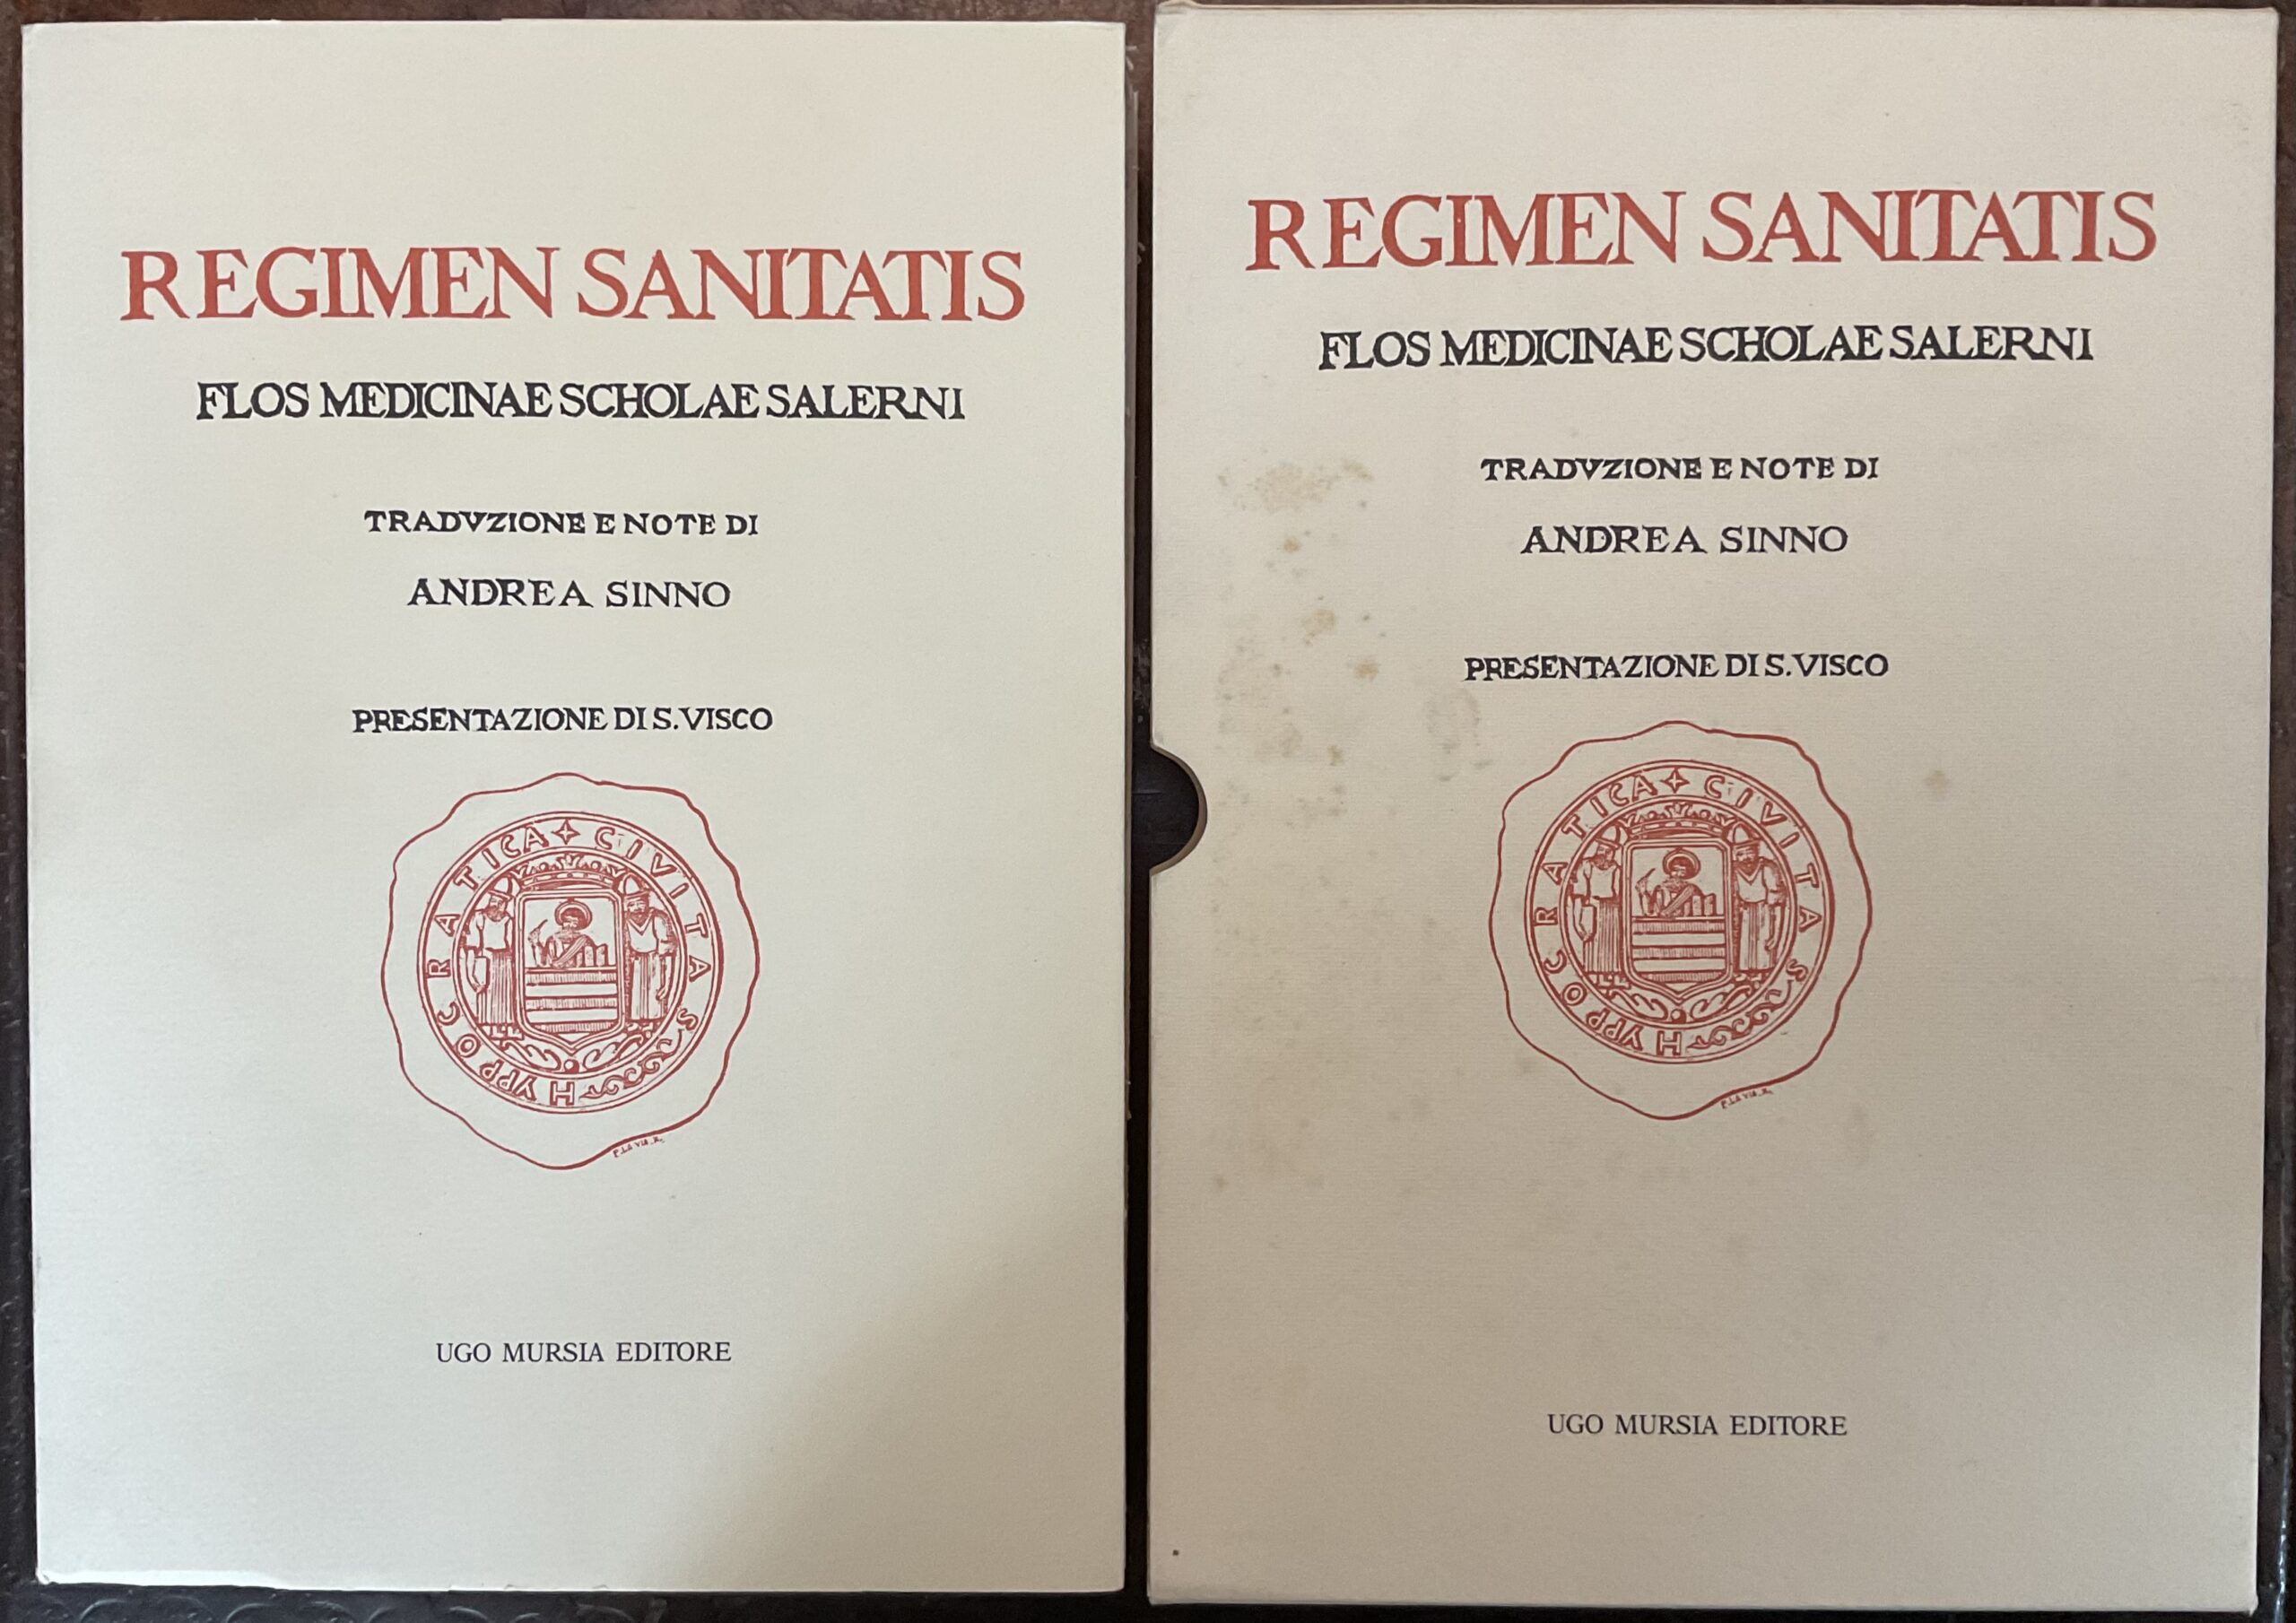 REGIMEN SANITATIS
FLOS MEDICINAE SCHOLAE SALERNI
TRADVZIONE E NOTE DI
ANDREA SINNO
PRESENTAZIONE DI S. VISCO
HYPPOCRATICA CIVITAS
UGO MURSIA EDITORE
REGIMEN SANITATIS
FLOS MEDICINAE SCHOLAE SALERNI
TRADVZIONE E NOTE DI
ANDREA SINNO
PRESENTAZIONE DI S. VISCO
HYPPOCRATICA CIVITAS
UGO MURSIA EDITORE